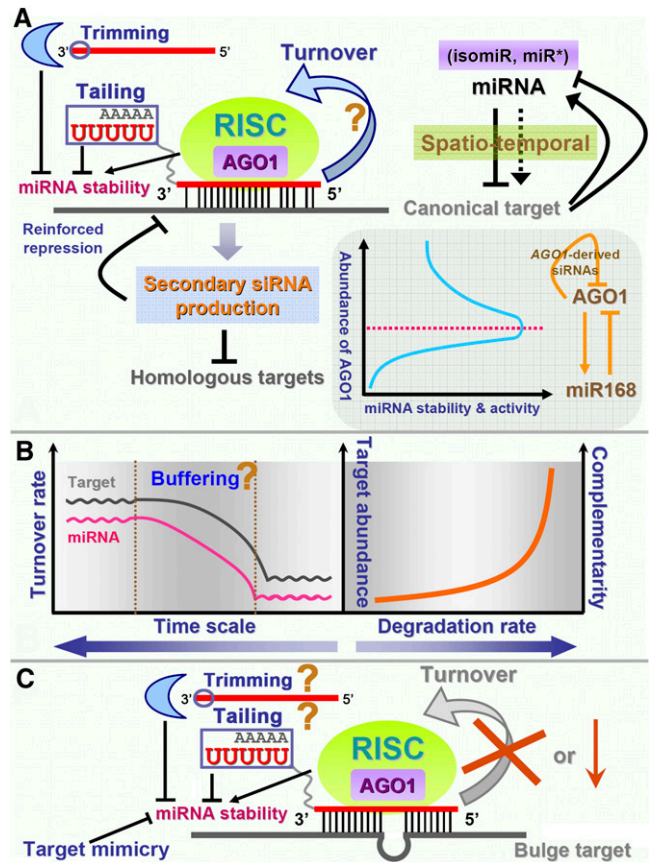 A
3’
Trimming
5’
Turnover
?
Tailing
AAAAA
UUUUU
RISC
AGO1
miRNA stability
3’
5’
(isomiR, miR*)
miRNA
Spatio-temporal
Canonical target
Reinforced
repression
Secondary siRNA
production
Homologous targets
Abundance of AGO1
miRNA stability & activity
AGO1-derived
siRNAs
AGO1
miR168
B
Turnover rate
Target
miRNA
Buffering
?
Time scale
Target abundance
Complementarity
Degradation rate
C
3’
Trimming
?
5’
Tailing
?
AAAAA
UUUUU
RISC
AGO1
Turnover
or
miRNA stability
3’
5’
Target mimicry
Bulge target